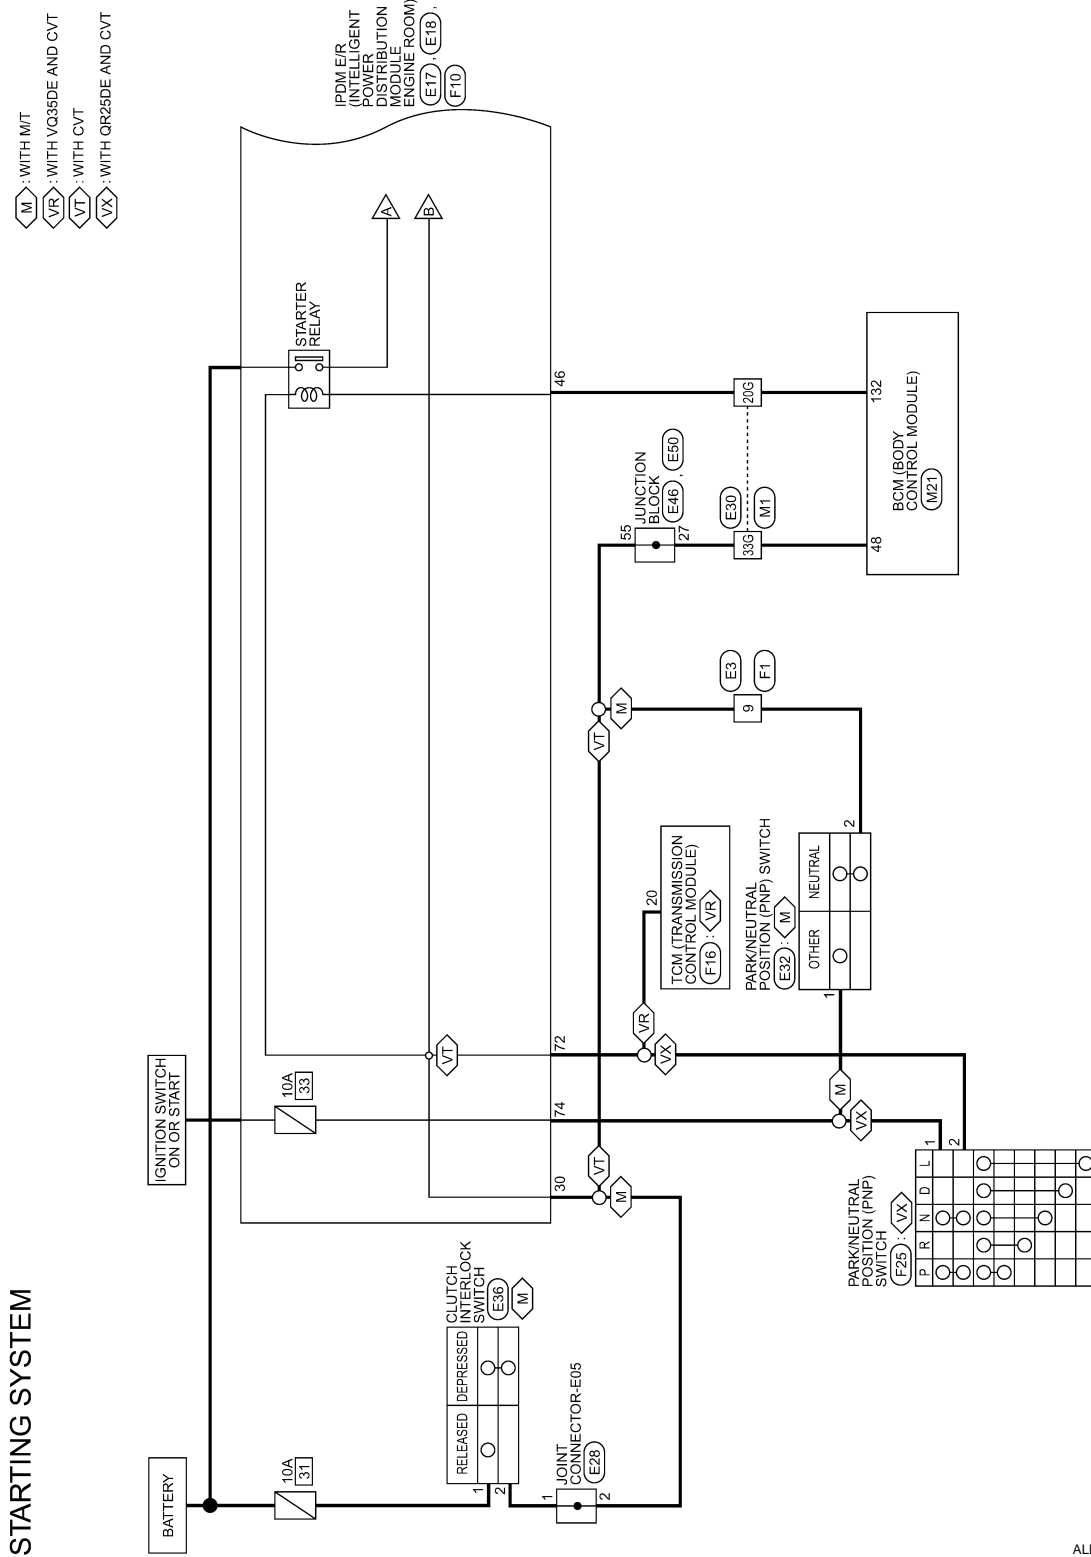 STARTING SYSTEM
M : WITH M/T
VR : WITH VQ35DE AND CVT
VT : WITH CVT
VX : WITH QR25DE AND CVT
BATTERY
IGNITION SWITCH
ON OR START
IPDM E/R
(INTELLIGENT
POWER
DISTRIBUTION
MODULE
ENGINE ROOM)
E17 , E18 ,
F10
10A
31
10A
33
STARTER
RELAY
A
B
VT
CLUTCH
INTERLOCK
SWITCH
E36
M
RELEASED
DEPRESSED
1
2
30
74
72
46
JOINT
CONNECTOR-E05
E28
1
2
VT
M
VT
M
55
JUNCTION
BLOCK
E46 , E50
27
VR
VX
20
TCM (TRANSMISSION
CONTROL MODULE)
F16 : VR
E3
9
F1
E30
33G
M1
20G
PARK/NEUTRAL
POSITION (PNP) SWITCH
E32 : M
OTHER
NEUTRAL
1
2
M
VX
48
132
BCM (BODY
CONTROL MODULE)
M21
PARK/NEUTRAL
POSITION (PNP)
SWITCH
F25 : VX
P R N D L
1
2